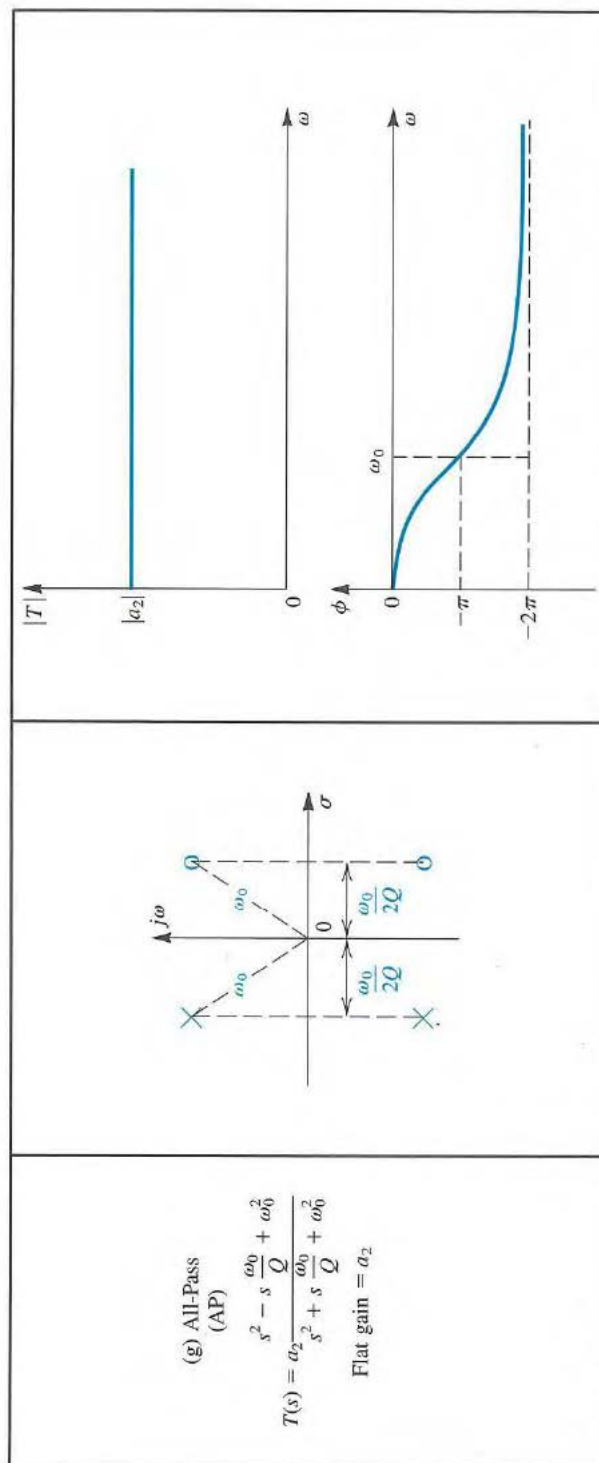 (g) All-Pass
(AP)
T(s) = a₂ (s² − s ω₀/Q + ω₀²) / (s² + s ω₀/Q + ω₀²)
Flat gain = a₂
jω
ω₀
ω₀
σ
0
ω₀/2Q
ω₀/2Q
|T|
|a₂|
0
ω
ϕ
0
ω₀
ω
−π
−2π